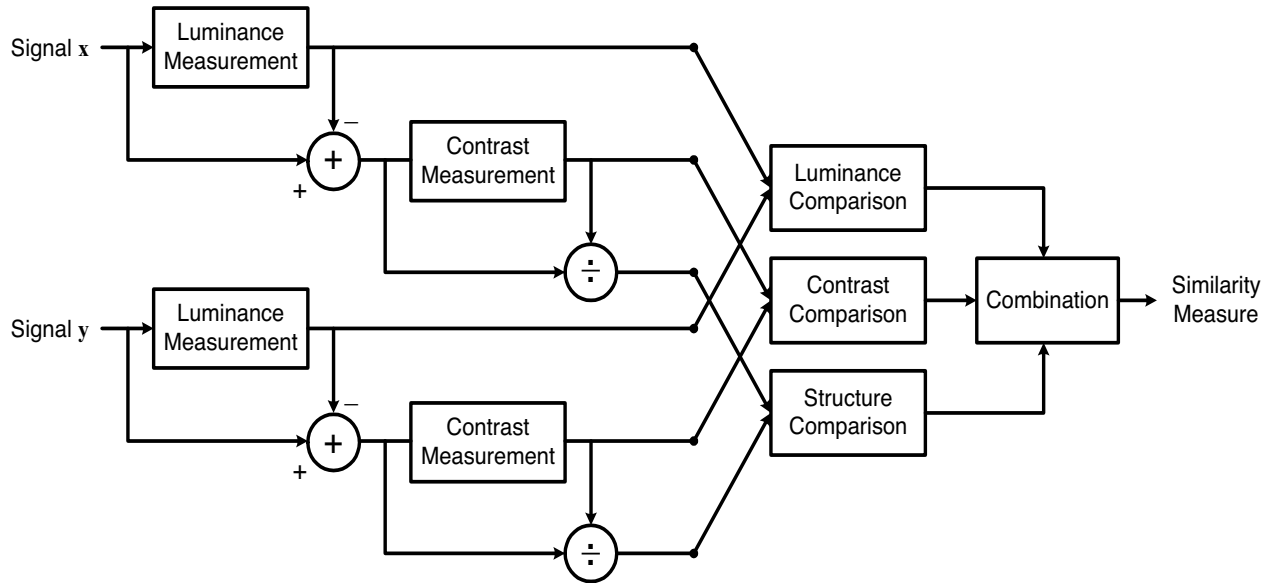 Signal x
Luminance
Measurement
−
+
+
Contrast
Measurement
÷
Signal y
Luminance
Measurement
−
+
+
Contrast
Measurement
÷
Luminance
Comparison
Contrast
Comparison
Structure
Comparison
Combination
Similarity
Measure